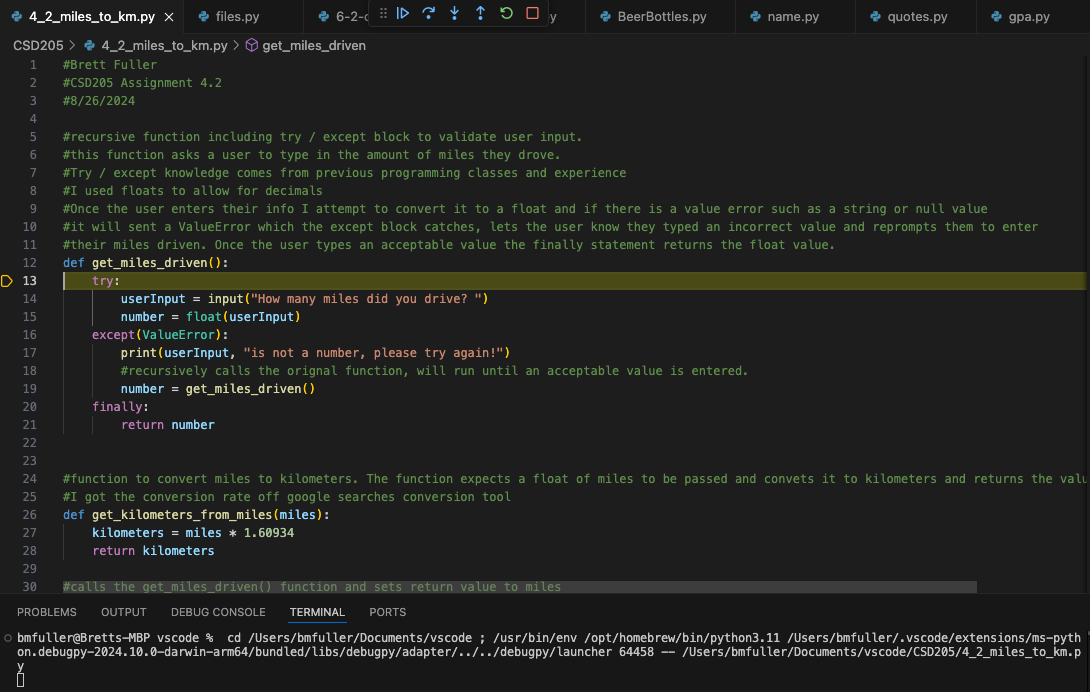 4_2_miles_to_km.py files.py 6-2- y BeerBottles.py name.py quotes.py gpa.py
CSD205 > 4_2_miles_to_km.py > get_miles_driven
1 #Brett Fuller
2 #CSD205 Assignment 4.2
3 #8/26/2024
4
5 #recursive function including try / except block to validate user input.
6 #this function asks a user to type in the amount of miles they drove.
7 #Try / except knowledge comes from previous programming classes and experience
8 #I used floats to allow for decimals
9 #Once the user enters their info I attempt to convert it to a float and if there is a value error such as a string or null value
10 #it will sent a ValueError which the except block catches, lets the user know they typed an incorrect value and reprompts them to enter
11 #their miles driven. Once the user types an acceptable value the finally statement returns the float value.
12 def get_miles_driven():
13 try:
14 userInput = input("How many miles did you drive? ")
15 number = float(userInput)
16 except(ValueError):
17 print(userInput, "is not a number, please try again!")
18 #recursively calls the orignal function, will run until an acceptable value is entered.
19 number = get_miles_driven()
20 finally:
21 return number
22
23
24 #function to convert miles to kilometers. The function expects a float of miles to be passed and convets it to kilometers and returns the valu
25 #I got the conversion rate off google searches conversion tool
26 def get_kilometers_from_miles(miles):
27 kilometers = miles * 1.60934
28 return kilometers
29
30 #calls the get_miles_driven() function and sets return value to miles
PROBLEMS OUTPUT DEBUG CONSOLE TERMINAL PORTS
bmfuller@Bretts-MBP vscode % cd /Users/bmfuller/Documents/vscode ; /usr/bin/env /opt/homebrew/bin/python3.11 /Users/bmfuller/.vscode/extensions/ms-pyth
on.debugpy-2024.10.0-darwin-arm64/bundled/libs/debugpy/adapter/../../debugpy/launcher 64458 -- /Users/bmfuller/Documents/vscode/CSD205/4_2_miles_to_km.p
y